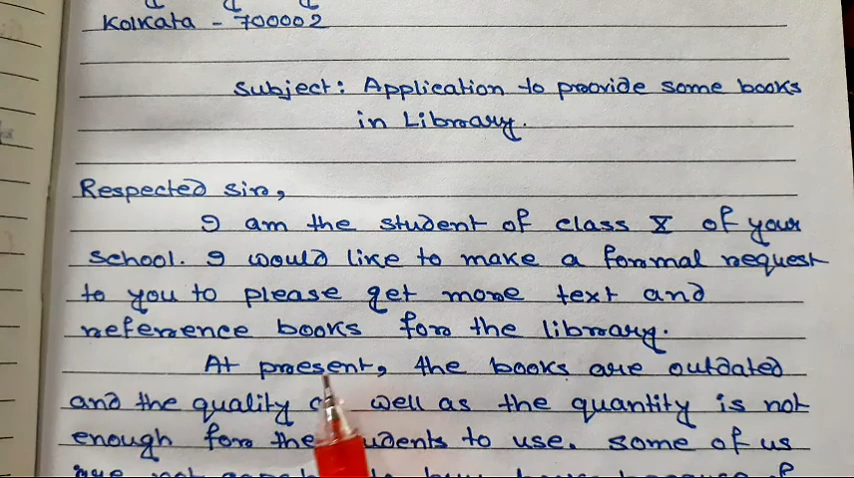 Kolkata - 700002
Subject: Application to provide some books
in Library.
Respected sir,
I am the student of class X of your
school. I would like to make a formal request
to you to please get more text and
reference books for the library.
At present, the books are outdated
and the quality well as the quantity is not
enough for the students to use. Some of us